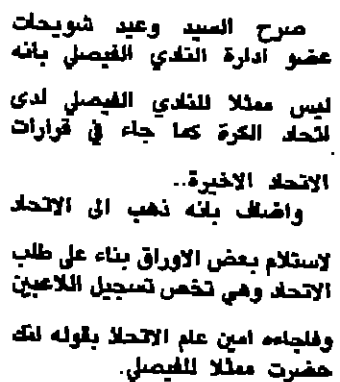 صرح السيد وعيد شويحات
عضو ادارة النادي الفيصلي بانه
ليس ممثلا للنادي الفيصلي لدى
اتحاد الكرة كما جاء في قرارات
الاتحاد الاخيرة..
واضاف بانه ذهب الى الاتحاد
لاستلام بعض الاوراق بناء على طلب
الاتحاد وهي تخص تسجيل اللاعبين
وفاجاه امين عام الاتحاد بقوله انك
حضرت ممثلا للفيصلي.